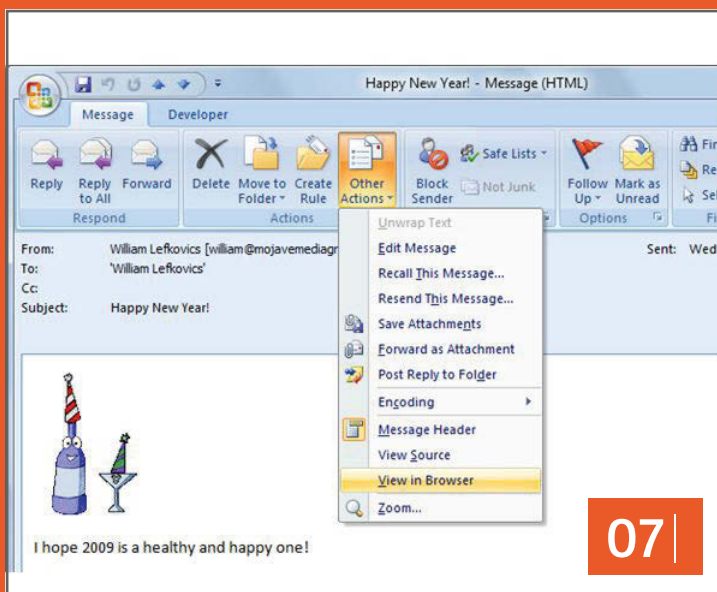 Happy New Year! - Message (HTML)
Message Developer
Reply Reply to All Forward Delete Move to Folder Create Rule Other Actions Block Sender Safe Lists Not Junk Follow Up Mark as Unread
Respond Actions Options
From: William Lefkovics [william@mojavemediagr
Sent: Wed
To: 'William Lefkovics'
Cc:
Subject: Happy New Year!
Unwrap Text
Edit Message
Recall This Message...
Resend This Message...
Save Attachments
Forward as Attachment
Post Reply to Folder
Encoding
Message Header
View Source
View in Browser
Zoom...
I hope 2009 is a healthy and happy one!
07